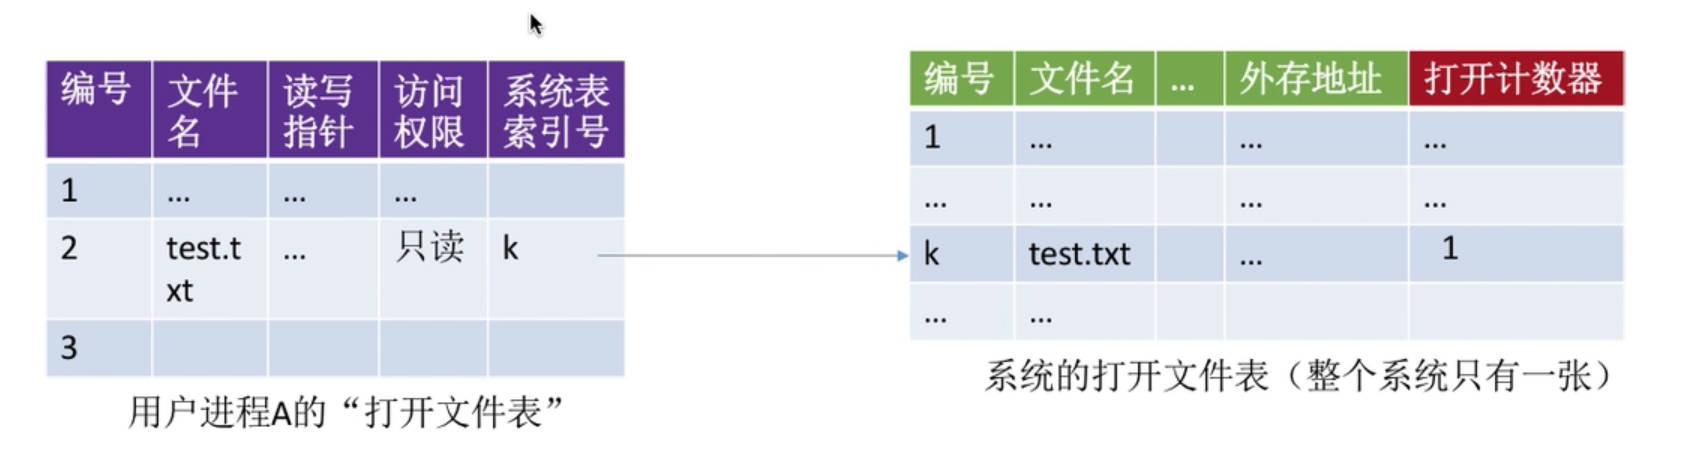 编号 文件名 读写指针 访问权限 系统表索引号
1 ... ... ...
2 test.txt ... 只读 k
3
用户进程A的“打开文件表”
编号 文件名 ... 外存地址 打开计数器
1 ... ... ...
... ... ... ...
k test.txt ... 1
... ...
系统的打开文件表（整个系统只有一张）